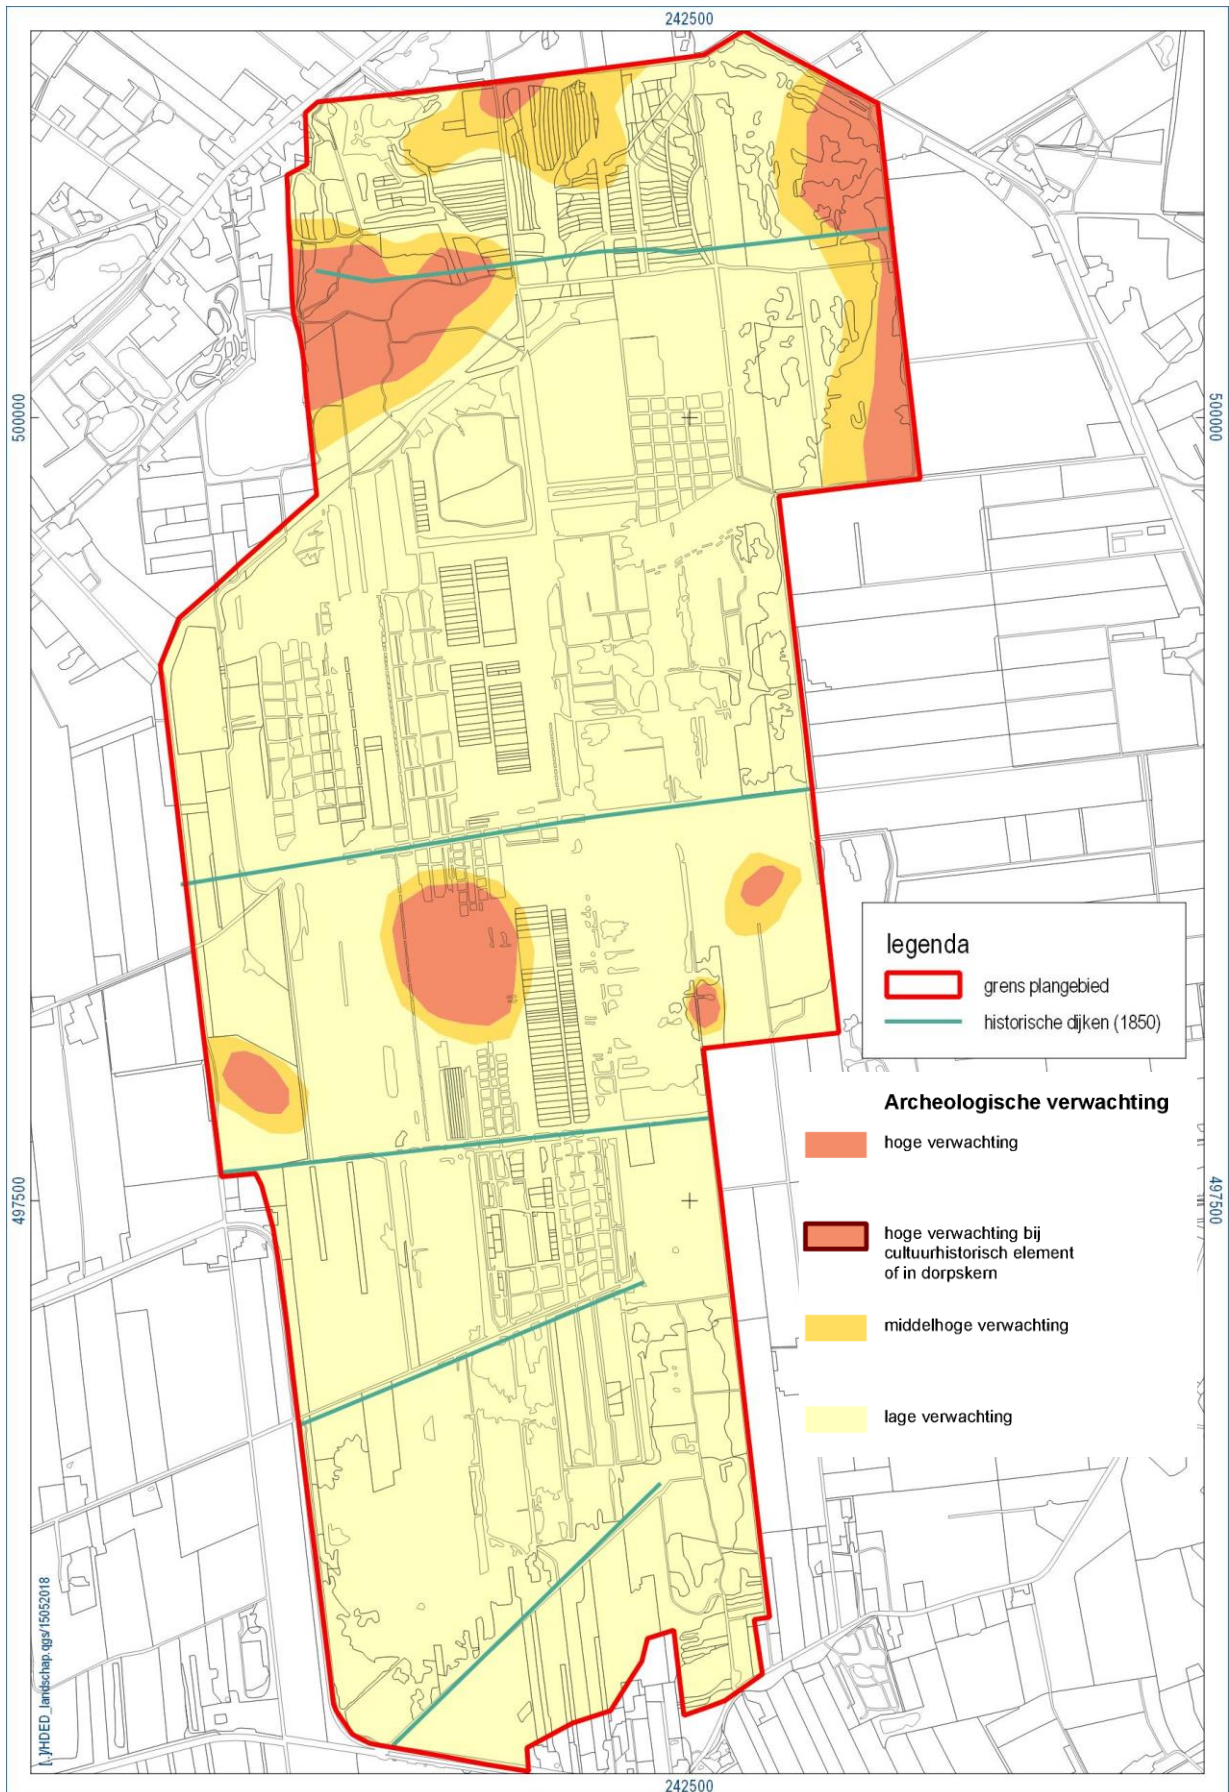 242500
500000
500000
legenda
grens plangebied
historische dijken (1850)
Archeologische verwachting
hoge verwachting
497500
497500
hoge verwachting bij
cultuurhistorisch element
of in dorpskern
middelhoge verwachting
lage verwachting
[..]/HDED_landschap.qgs/15052018
242500